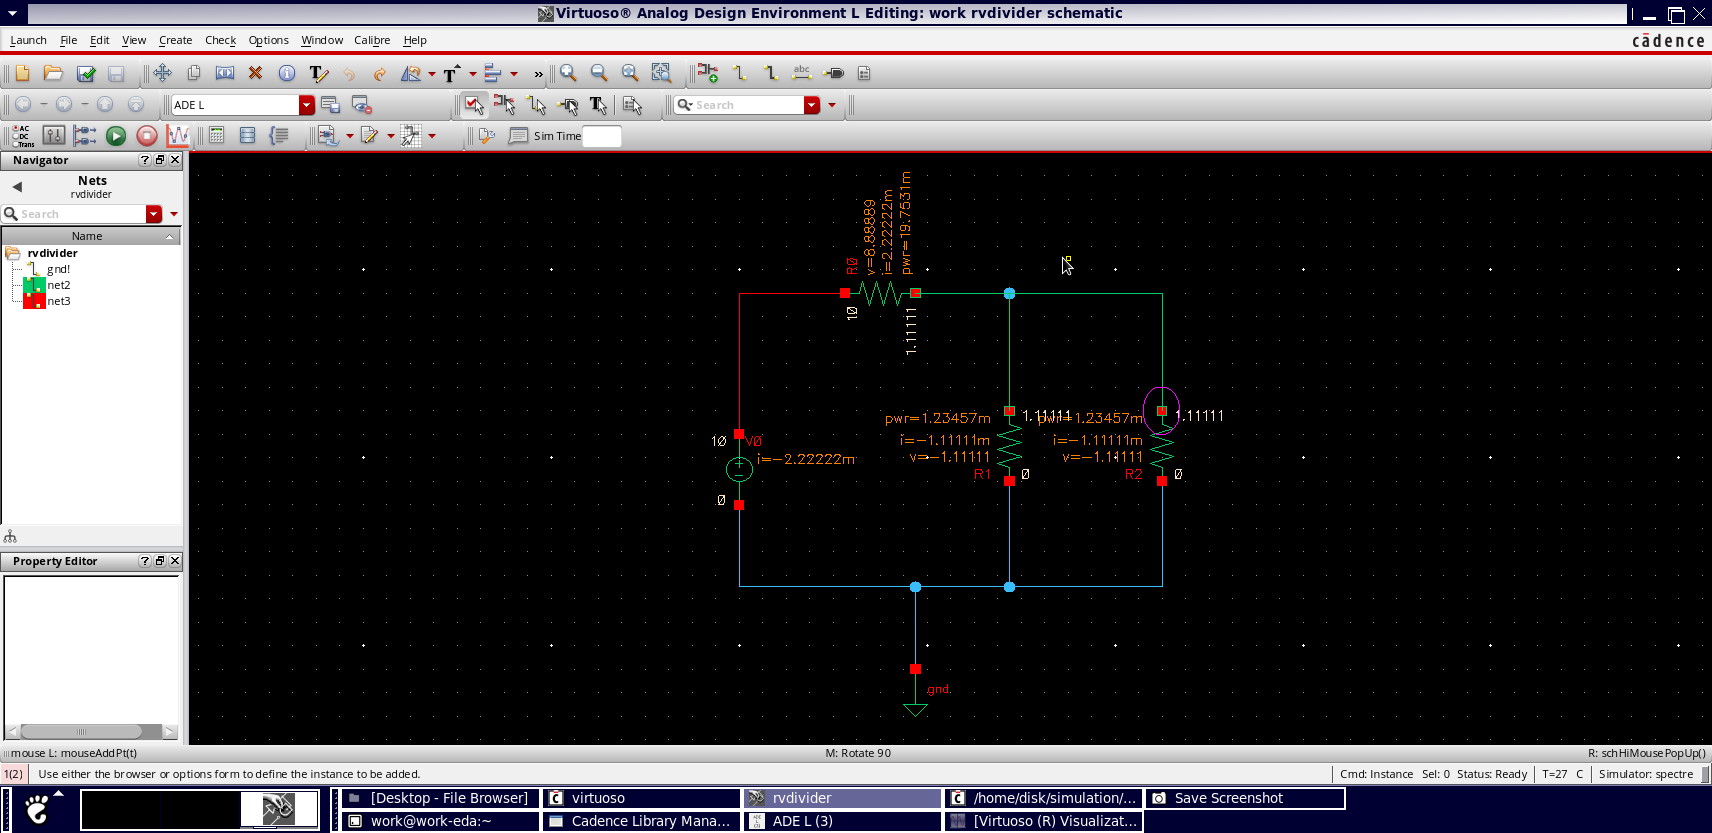 Virtuoso® Analog Design Environment L Editing: work rvdivider schematic
Launch File Edit View Create Check Options Window Calibre Help
cādence
T T » abc
ADE L T Search
AC
DC
Trans
Sim Time
Navigator ?
Nets
rvdivider
Search
Name
rvdivider
gnd!
net2
net3
Property Editor ?
R0
v=8.88889
i=2.22222m
pwr=19.7531m
10
1.11111
10
V0
i=-2.22222m
0
pwr=1.23457m
1.11111
i=-1.11111m
v=-1.11111
R1
0
pwr=1.23457m
1.11111
i=-1.11111m
v=-1.11111
R2
0
gnd
mouse L: mouseAddPt(t) M: Rotate 90 R: schHiMousePopUp()
1(2) Use either the browser or options form to define the instance to be added. Cmd: Instance Sel: 0 Status: Ready T=27 C Simulator: spectre
[Desktop - File Browser] virtuoso rvdivider /home/disk/simulation/... Save Screenshot
work@work-eda:~ Cadence Library Mana... ADE L (3) [Virtuoso (R) Visualizat...